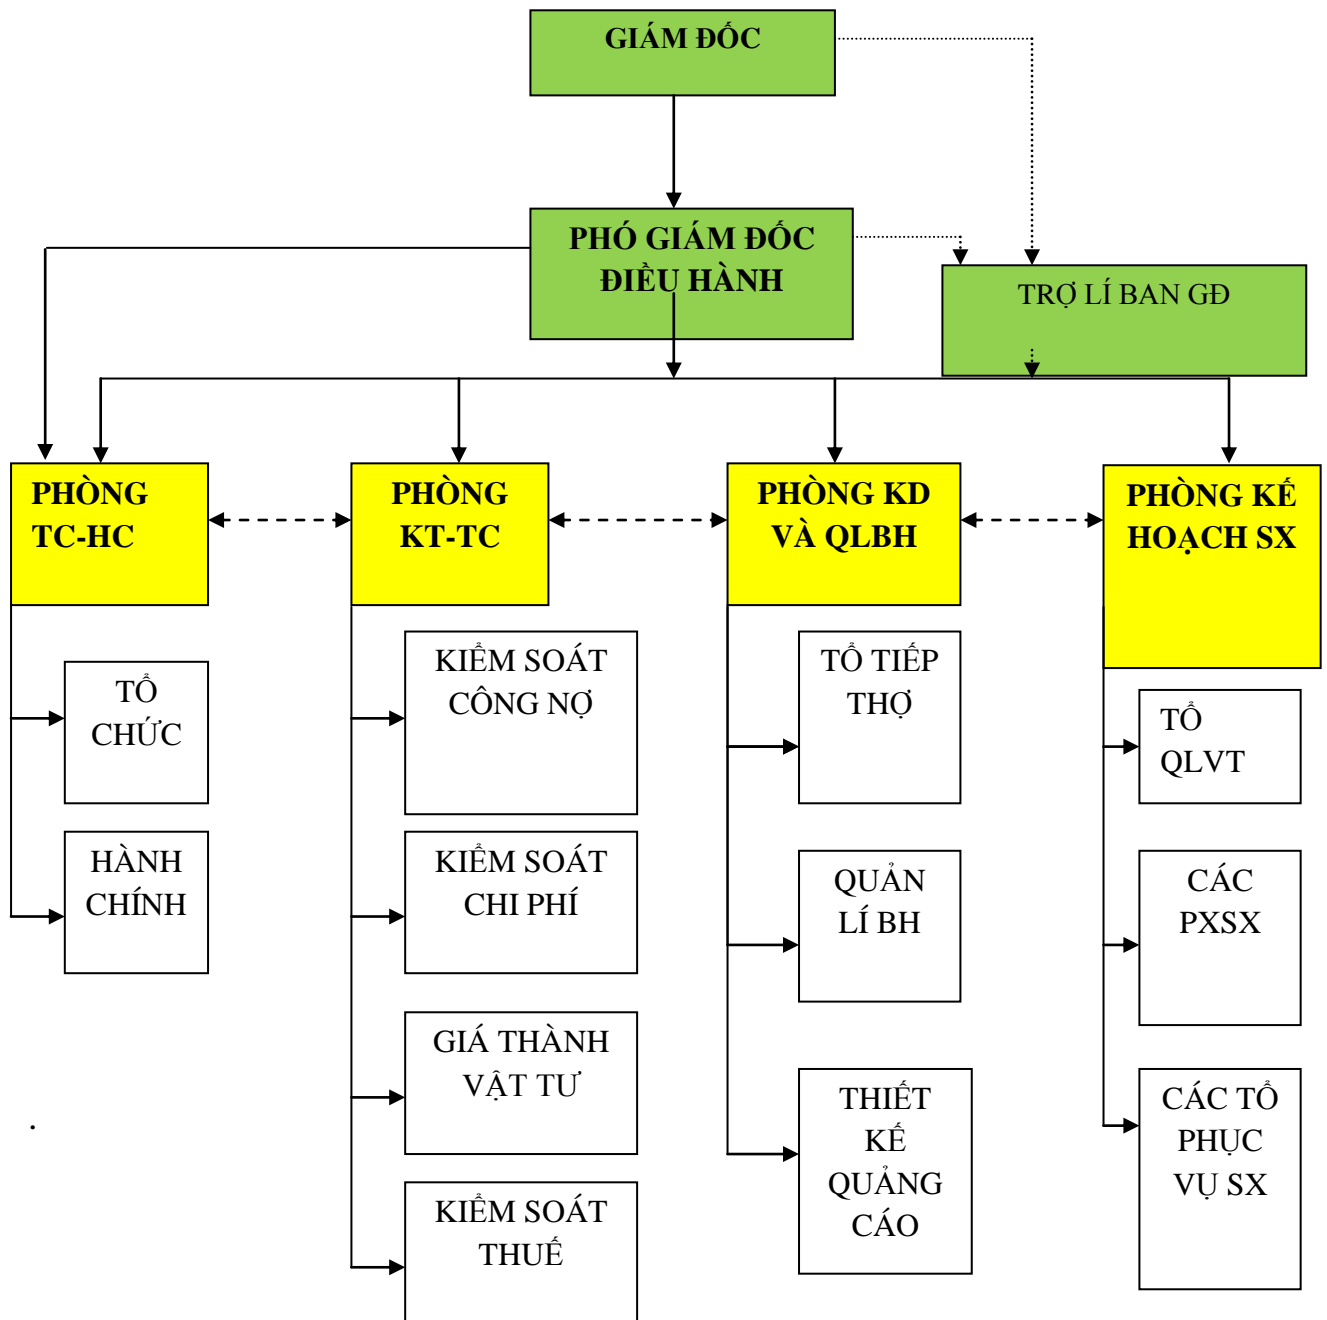 GIÁM ĐỐC
PHÓ GIÁM ĐỐC
ĐIỀU HÀNH
TRỢ LÍ BAN GĐ
PHÒNG
TC-HC
PHÒNG
KT-TC
PHÒNG KD
VÀ QLBH
PHÒNG KẾ
HOẠCH SX
TỔ
CHỨC
HÀNH
CHÍNH
KIỂM SOÁT
CÔNG NỢ
KIỂM SOÁT
CHI PHÍ
GIÁ THÀNH
VẬT TƯ
KIỂM SOÁT
THUẾ
TỔ TIẾP
THỢ
QUẢN
LÍ BH
THIẾT
KẾ
QUẢNG
CÁO
TỔ
QLVT
CÁC
PXSX
CÁC TỔ
PHỤC
VỤ SX
.